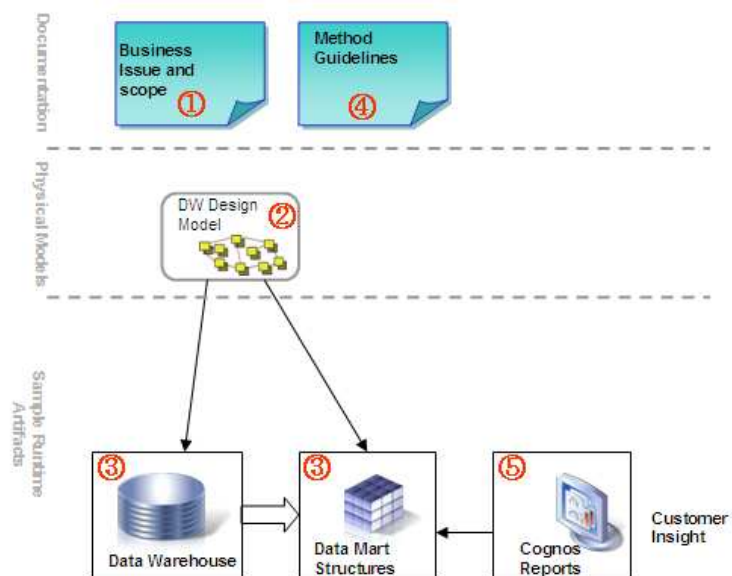 Documentation
Business
Issue and
scope
①
Method
Guidelines
④
Physical Models
DW Design
Model
②
Sample Runtime
Artifacts
③
Data Warehouse
③
Data Mart
Structures
⑤
Cognos
Reports
Customer
Insight